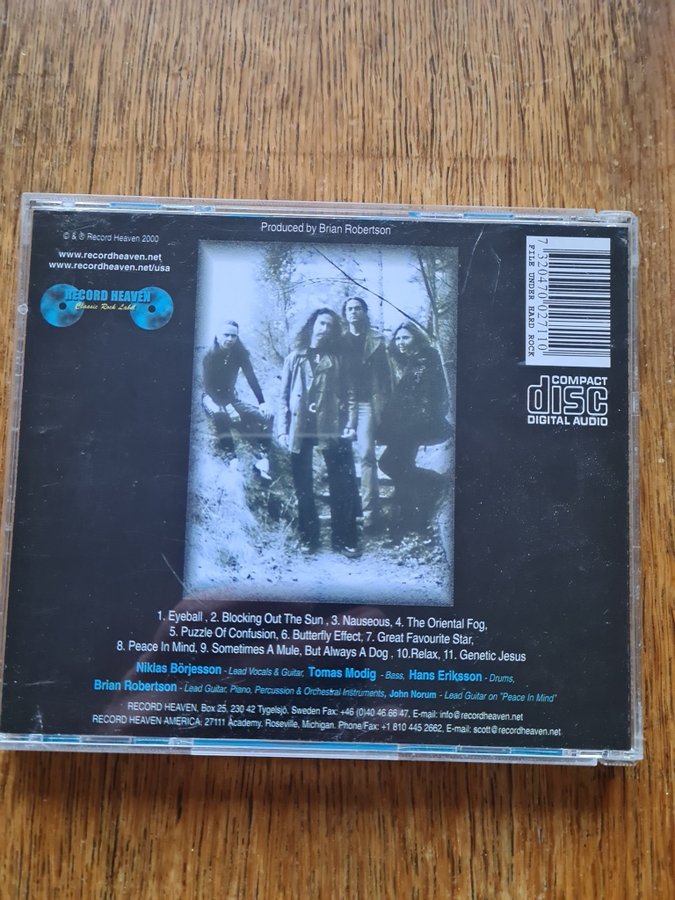 Produced by Brian Robertson
© & ℗ Record Heaven 2000
www.recordheaven.net
www.recordheaven.net/usa
RECORD HEAVEN
Classic Rock Label
7 320470 027110
FILE UNDER HARD ROCK
COMPACT
disc
DIGITAL AUDIO
1. Eyeball , 2. Blocking Out The Sun , 3. Nauseous, 4. The Oriental Fog,
5. Puzzle Of Confusion, 6. Butterfly Effect, 7. Great Favourite Star,
8. Peace In Mind, 9. Sometimes A Mule, But Always A Dog , 10.Relax, 11. Genetic Jesus
Niklas Börjesson - Lead Vocals & Guitar, Tomas Modig - Bass, Hans Eriksson - Drums,
Brian Robertson - Lead Guitar, Piano, Percussion & Orchestral Instruments, John Norum - Lead Guitar on "Peace In Mind"
RECORD HEAVEN, Box 25, 230 42 Tygelsjö. Sweden Fax: +46 (0)40 46 66 47, E-mail: info@recordheaven.net
RECORD HEAVEN AMERICA: 27111 Academy. Roseville, Michigan. Phone/Fax: +1 810 445 2662, E-mail: scott@recordheaven.net